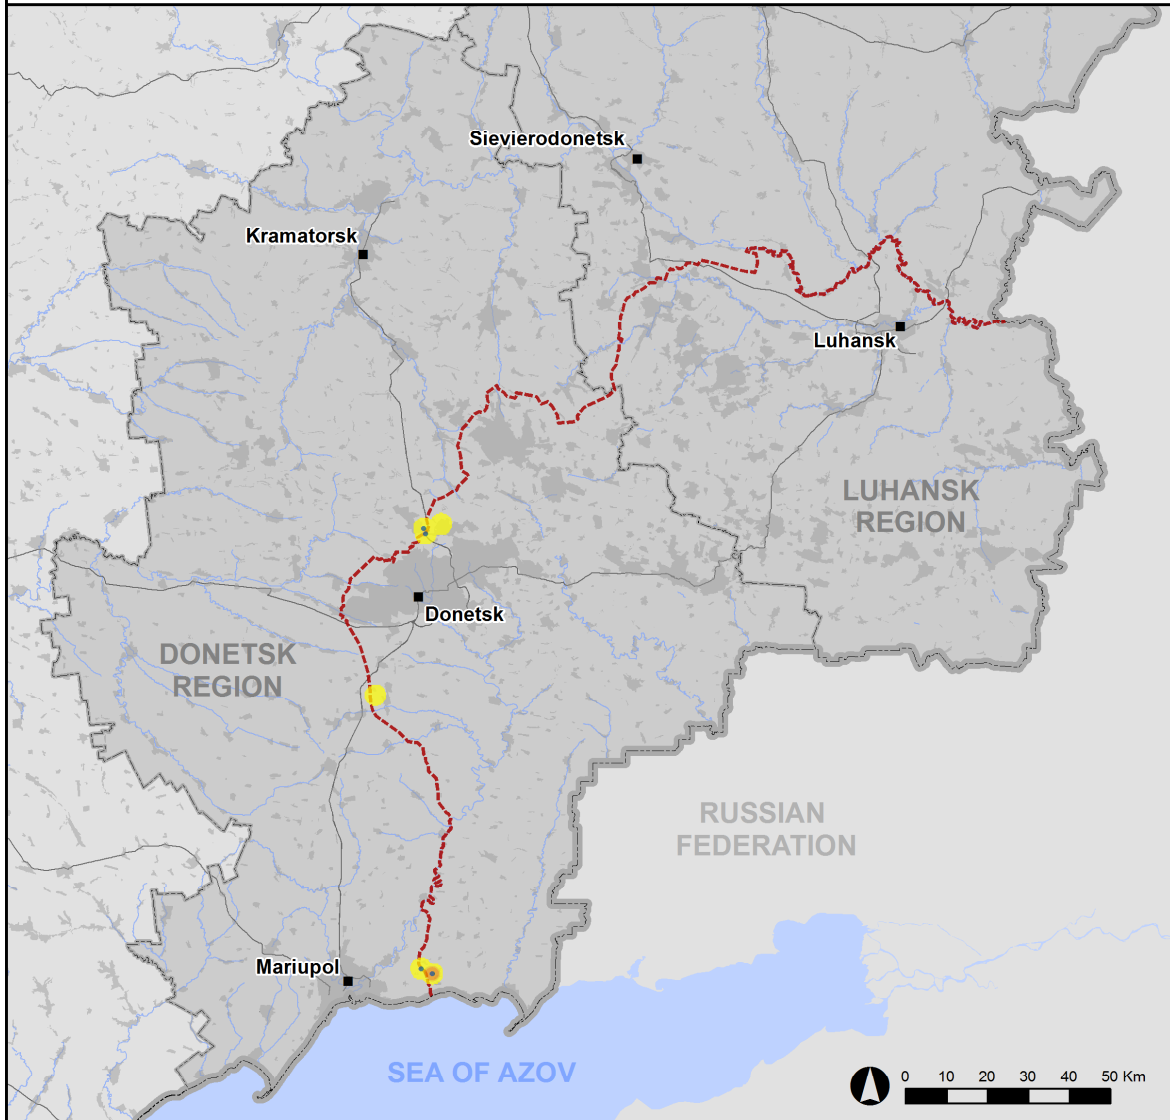 Sievierodonetsk
Kramatorsk
Luhansk
LUHANSK
REGION
Donetsk
DONETSK
REGION
RUSSIAN
FEDERATION
Mariupol
SEA OF AZOV
0 10 20 30 40 50 Km